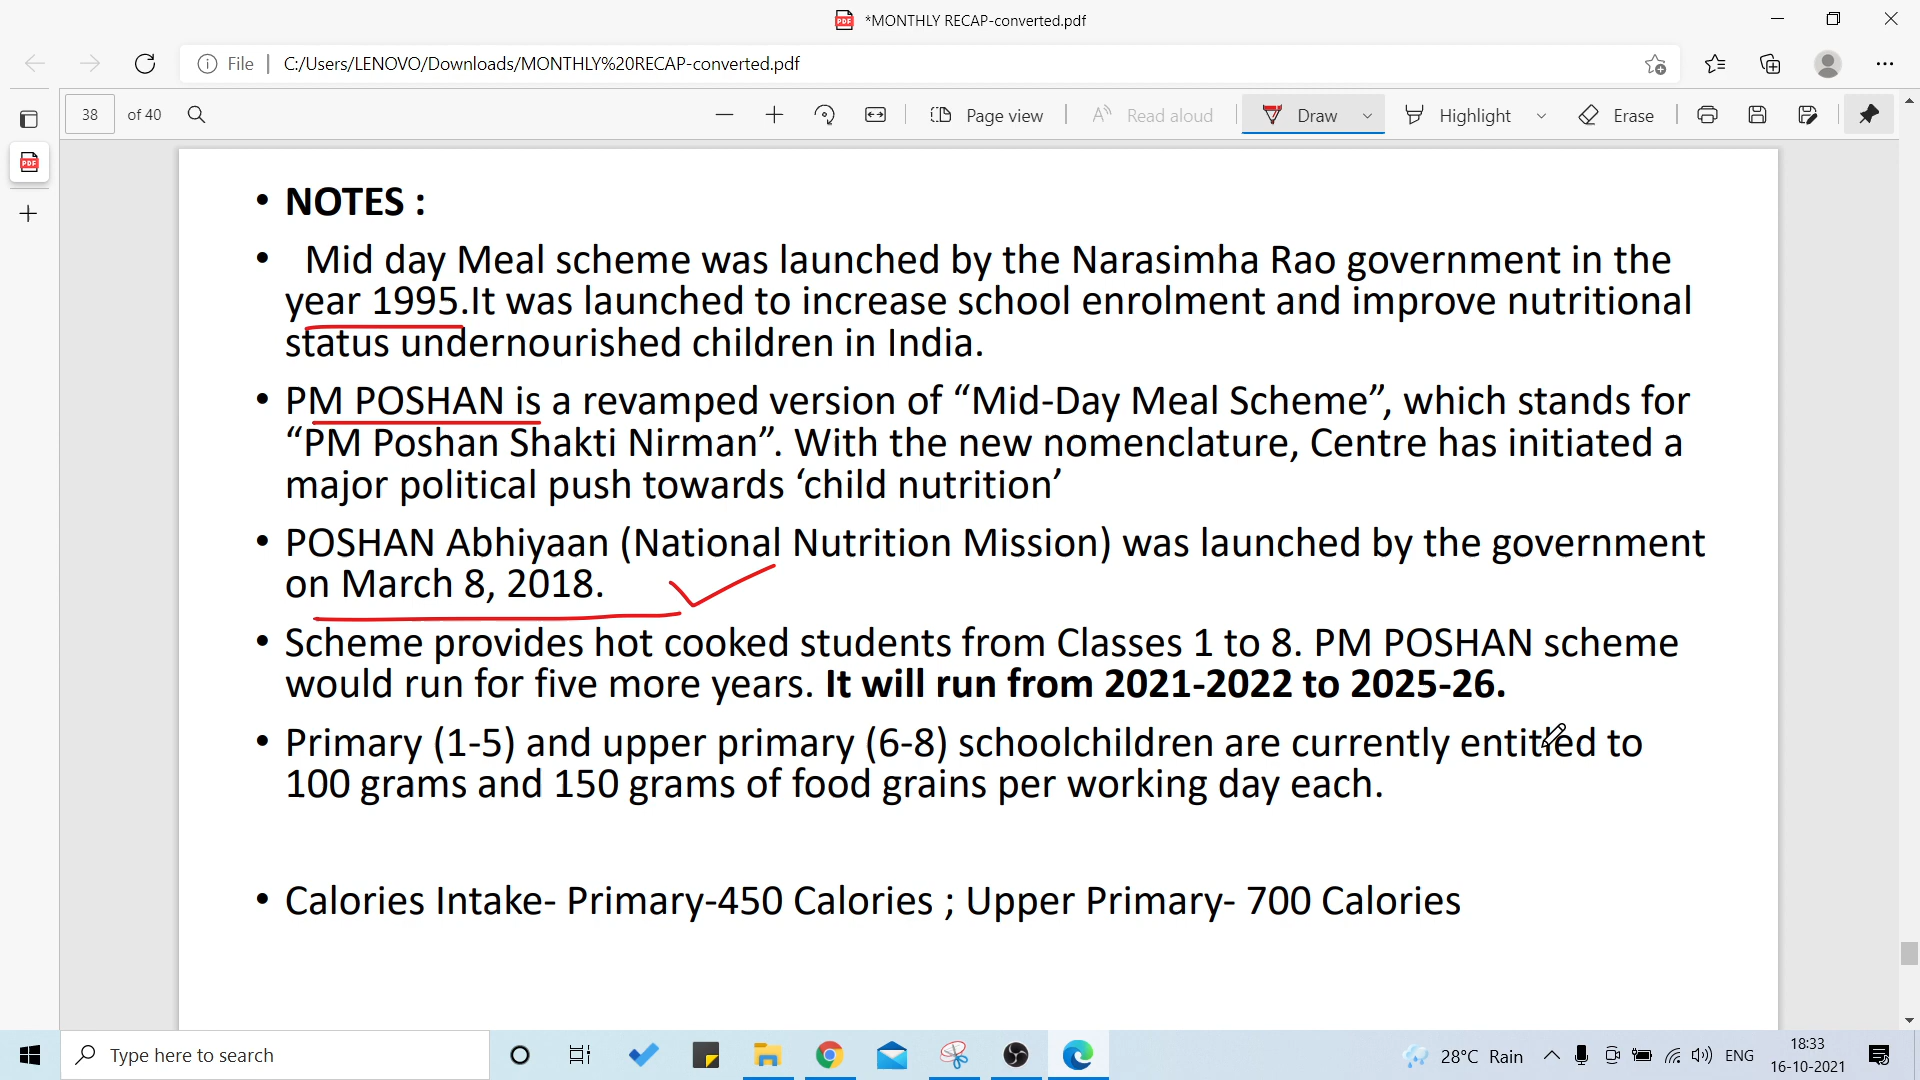 *MONTHLY RECAP-converted.pdf
File | C:/Users/LENOVO/Downloads/MONTHLY%20RECAP-converted.pdf
38 of 40 Page view Read aloud Draw Highlight Erase
• NOTES :
• Mid day Meal scheme was launched by the Narasimha Rao government in the
year 1995.It was launched to increase school enrolment and improve nutritional
status undernourished children in India.
• PM POSHAN is a revamped version of “Mid-Day Meal Scheme”, which stands for
“PM Poshan Shakti Nirman”. With the new nomenclature, Centre has initiated a
major political push towards ‘child nutrition’
• POSHAN Abhiyaan (National Nutrition Mission) was launched by the government
on March 8, 2018.
• Scheme provides hot cooked students from Classes 1 to 8. PM POSHAN scheme
would run for five more years. It will run from 2021-2022 to 2025-26.
• Primary (1-5) and upper primary (6-8) schoolchildren are currently entitled to
100 grams and 150 grams of food grains per working day each.
• Calories Intake- Primary-450 Calories ; Upper Primary- 700 Calories
Type here to search 28°C Rain ENG 18:33
16-10-2021